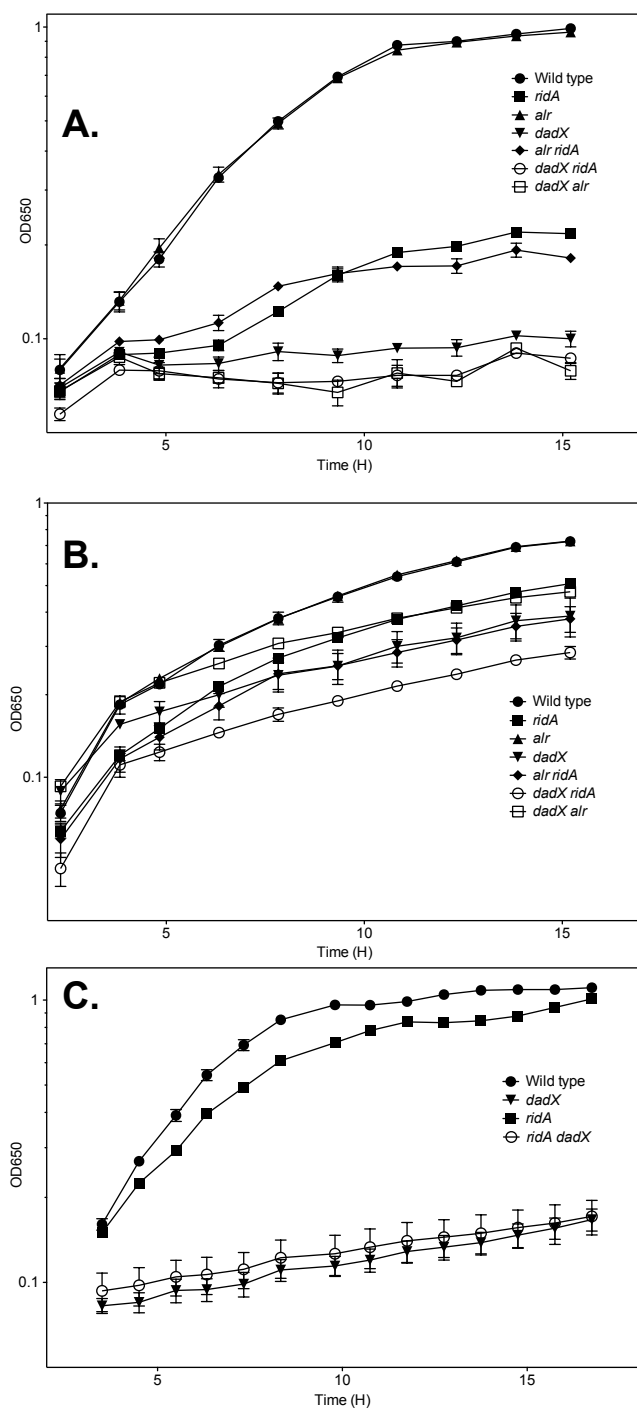 A.
1
0.1
OD650
5
10
15
Time (H)
Wild type
ridA
alr
dadX
alr ridA
dadX ridA
dadX alr
B.
1
0.1
OD650
5
10
15
Time (H)
Wild type
ridA
alr
dadX
alr ridA
dadX ridA
dadX alr
C.
1
0.1
OD650
5
10
15
Time (H)
Wild type
dadX
ridA
ridA dadX